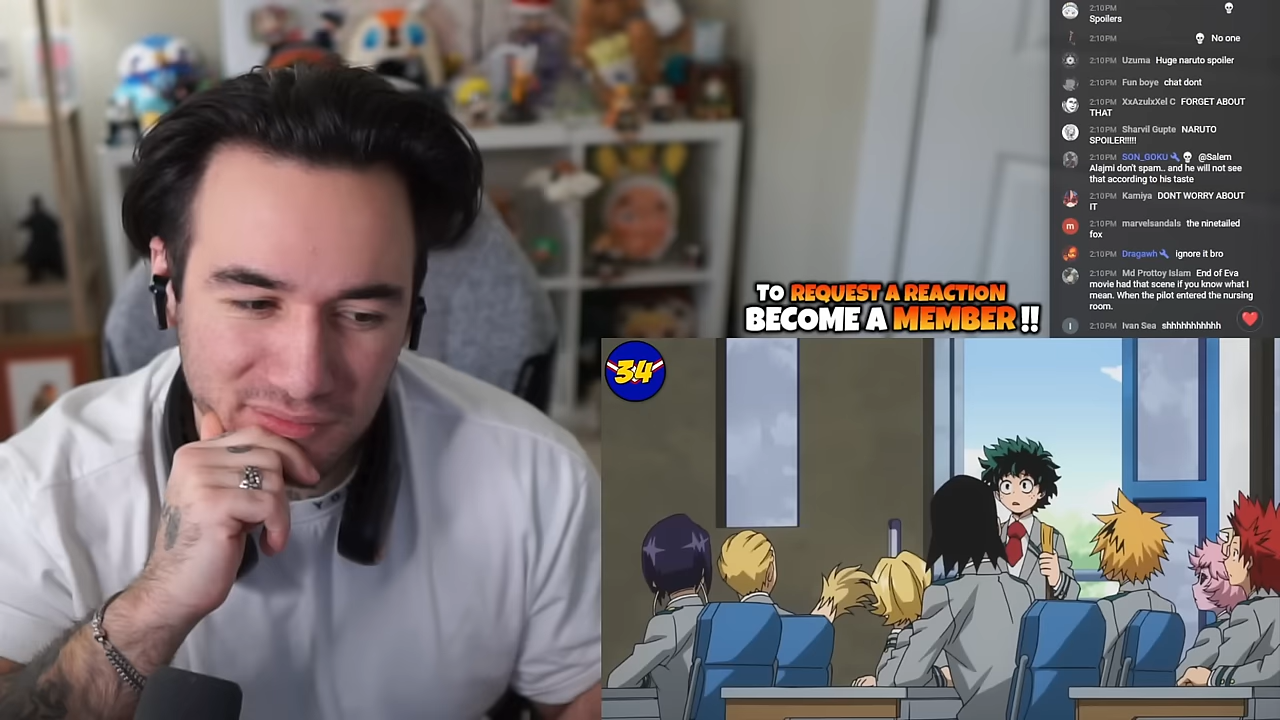 2:10PM
Spoilers
2:10PM No one
2:10PM Uzuma Huge naruto spoiler
2:10PM Fun boye chat dont
2:10PM XxAzulxXel C FORGET ABOUT
THAT
2:10PM Sharvil Gupte NARUTO
SPOILER!!!!!
2:10PM SON_GOKU @Salem
Alajmi don't spam.. and he will not see
that according to his taste
2:10PM Kamiya DONT WORRY ABOUT
IT
2:10PM marvelsandals the ninetailed
fox
2:10PM Dragawh ignore it bro
2:10PM Md Prottoy Islam End of Eva
movie had that scene if you know what I
mean. When the pilot entered the nursing
room.
2:10PM Ivan Sea shhhhhhhhhhh
m
I
TO REQUEST A REACTION
BECOME A MEMBER !!
34